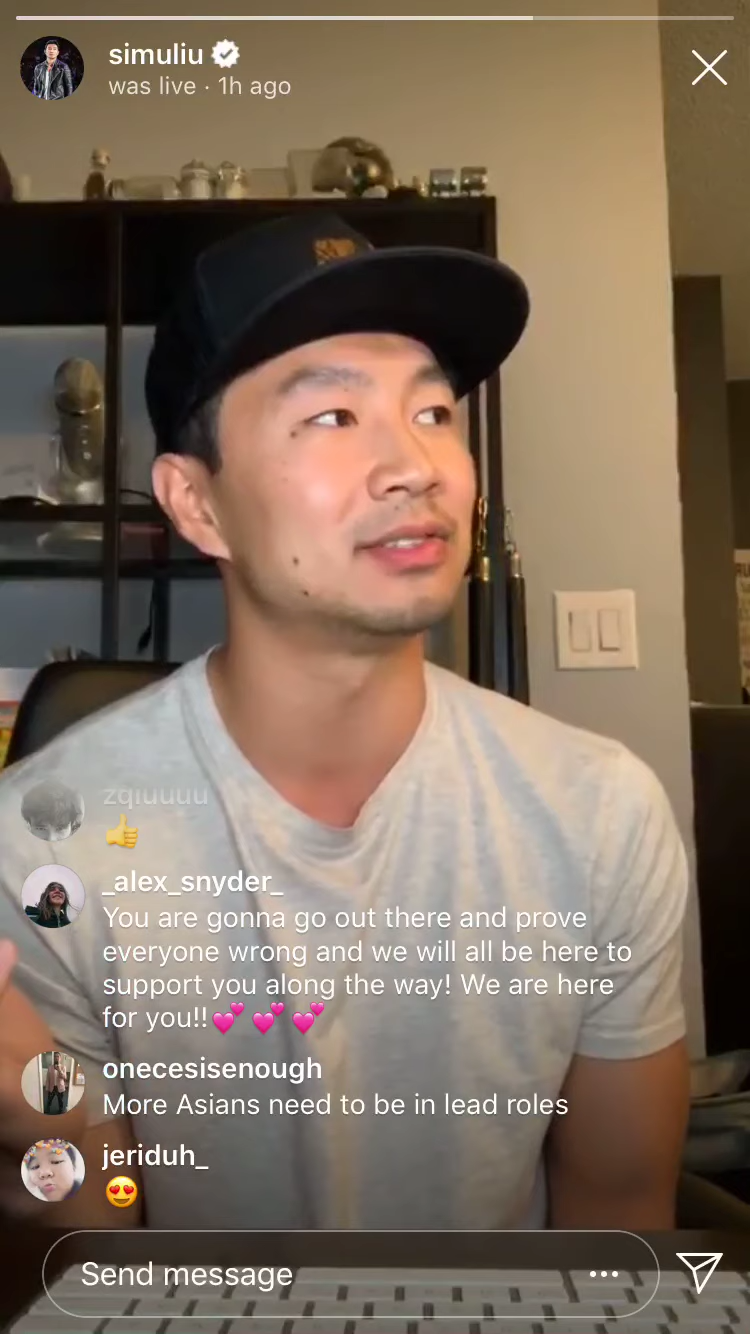 simuliu
was live · 1h ago
zqiuuuu
👍
_alex_snyder_
You are gonna go out there and prove
everyone wrong and we will all be here to
support you along the way! We are here
for you!!💕💕💕
onecesisenough
More Asians need to be in lead roles
jeriduh_
😍
Send message